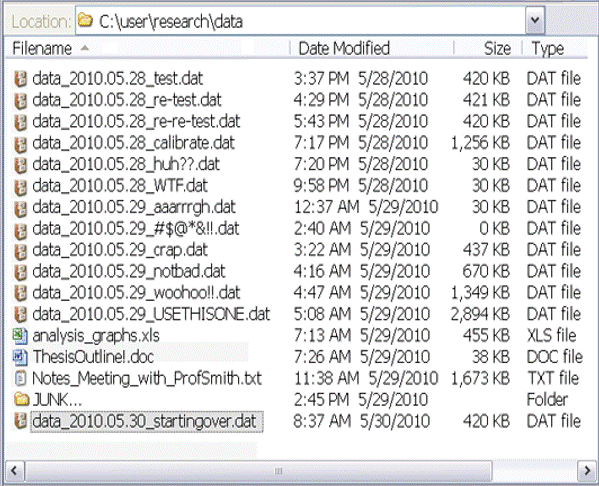 Location: C:\user\research\data
Filename Date Modified Size Type
data_2010.05.28_test.dat 3:37 PM 5/28/2010 420 KB DAT file
data_2010.05.28_re-test.dat 4:29 PM 5/28/2010 421 KB DAT file
data_2010.05.28_re-re-test.dat 5:43 PM 5/28/2010 420 KB DAT file
data_2010.05.28_calibrate.dat 7:17 PM 5/28/2010 1,256 KB DAT file
data_2010.05.28_huh??.dat 7:20 PM 5/28/2010 30 KB DAT file
data_2010.05.28_WTF.dat 9:58 PM 5/28/2010 30 KB DAT file
data_2010.05.29_aaarrrgh.dat 12:37 AM 5/29/2010 30 KB DAT file
data_2010.05.29_#$@*&!!.dat 2:40 AM 5/29/2010 0 KB DAT file
data_2010.05.29_crap.dat 3:22 AM 5/29/2010 437 KB DAT file
data_2010.05.29_notbad.dat 4:16 AM 5/29/2010 670 KB DAT file
data_2010.05.29_woohoo!!.dat 4:47 AM 5/29/2010 1,349 KB DAT file
data_2010.05.29_USETHISONE.dat 5:08 AM 5/29/2010 2,894 KB DAT file
analysis_graphs.xls 7:13 AM 5/29/2010 455 KB XLS file
ThesisOutline!.doc 7:26 AM 5/29/2010 38 KB DOC file
Notes_Meeting_with_ProfSmith.txt 11:38 AM 5/29/2010 1,673 KB TXT file
JUNK... 2:45 PM 5/29/2010 Folder
data_2010.05.30_startingover.dat 8:37 AM 5/30/2010 420 KB DAT file